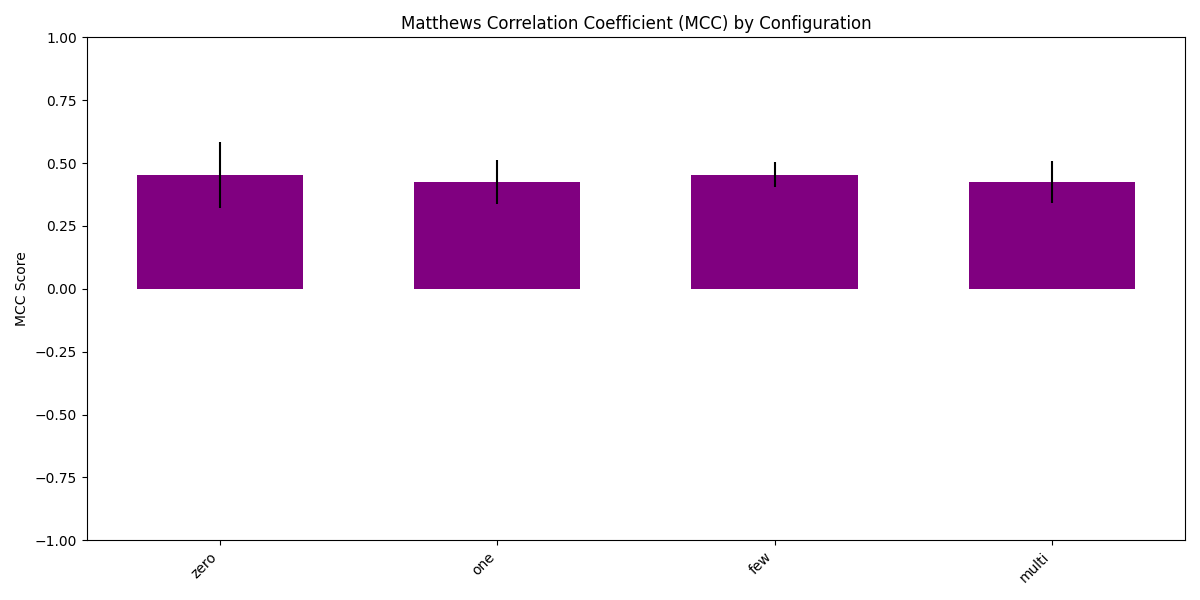 Matthews Correlation Coefficient (MCC) by Configuration
MCC Score
1.00
0.75
0.50
0.25
0.00
−0.25
−0.50
−0.75
−1.00
zero
one
few
multi